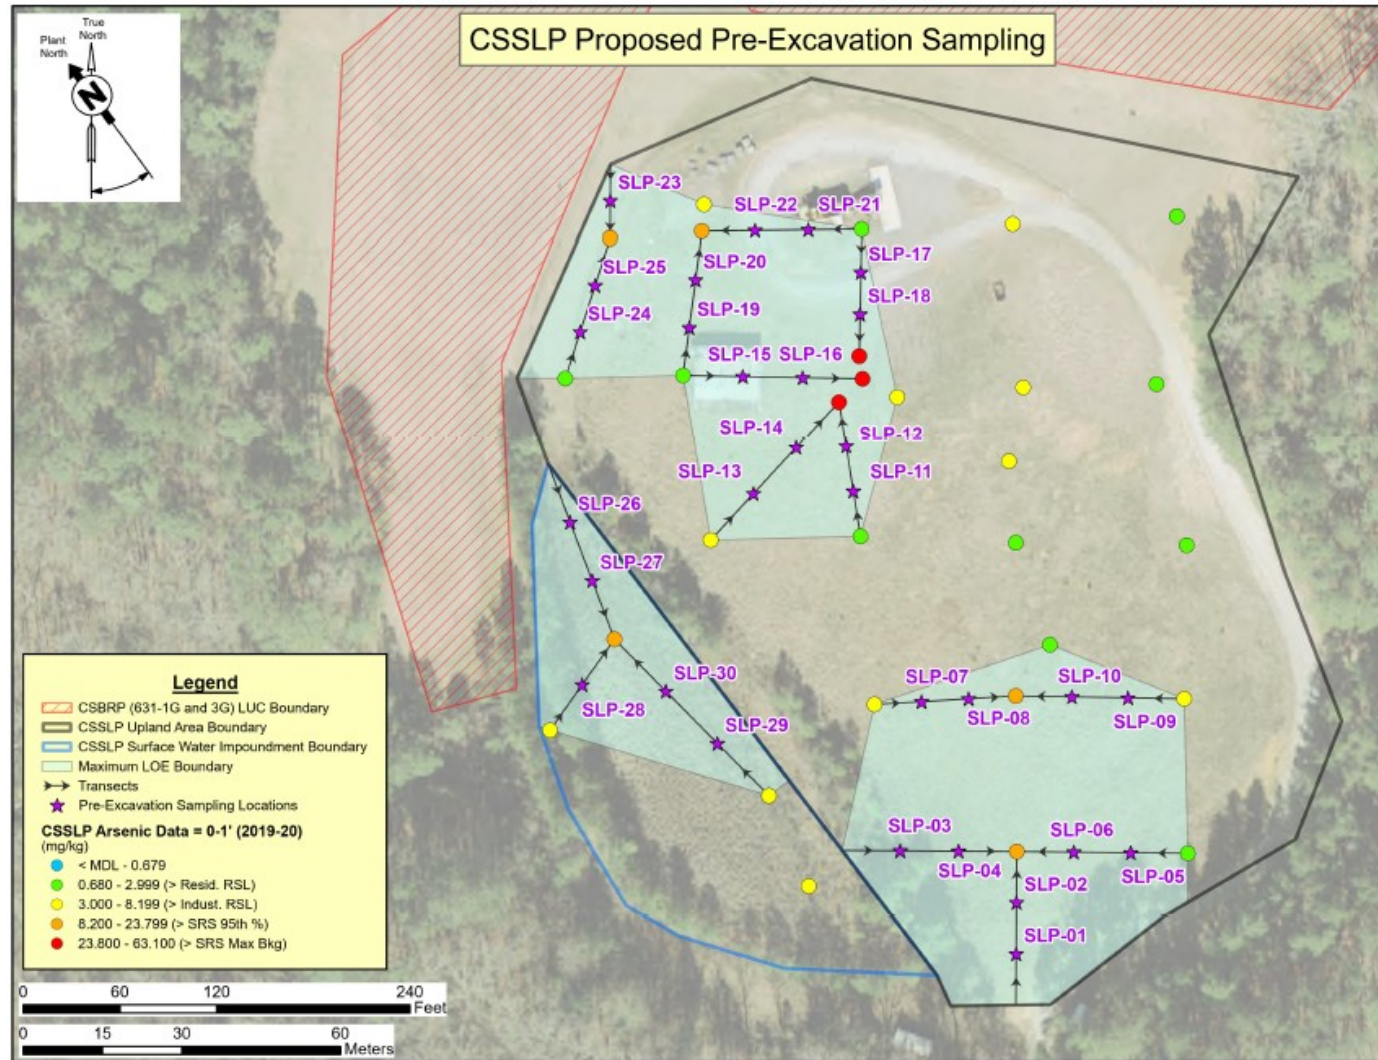 CSSLP Proposed Pre-Excavation Sampling
True
North
Plant
North
N
SLP-23
SLP-22
SLP-21
SLP-25
SLP-20
SLP-17
SLP-24
SLP-19
SLP-18
SLP-15
SLP-16
SLP-14
SLP-12
SLP-13
SLP-11
SLP-26
SLP-27
SLP-30
SLP-28
SLP-29
SLP-07
SLP-10
SLP-08
SLP-09
SLP-03
SLP-06
SLP-04
SLP-05
SLP-02
SLP-01
Legend
CSBRP (631-1G and 3G) LUC Boundary
CSSLP Upland Area Boundary
CSSLP Surface Water Impoundment Boundary
Maximum LOE Boundary
Transects
Pre-Excavation Sampling Locations
CSSLP Arsenic Data = 0-1' (2019-20)
(mg/kg)
< MDL - 0.679
0.680 - 2.999 (> Resid. RSL)
3.000 - 8.199 (> Indust. RSL)
8.200 - 23.799 (> SRS 95th %)
23.800 - 63.100 (> SRS Max Bkg)
0 60 120 240
Feet
0 15 30 60
Meters